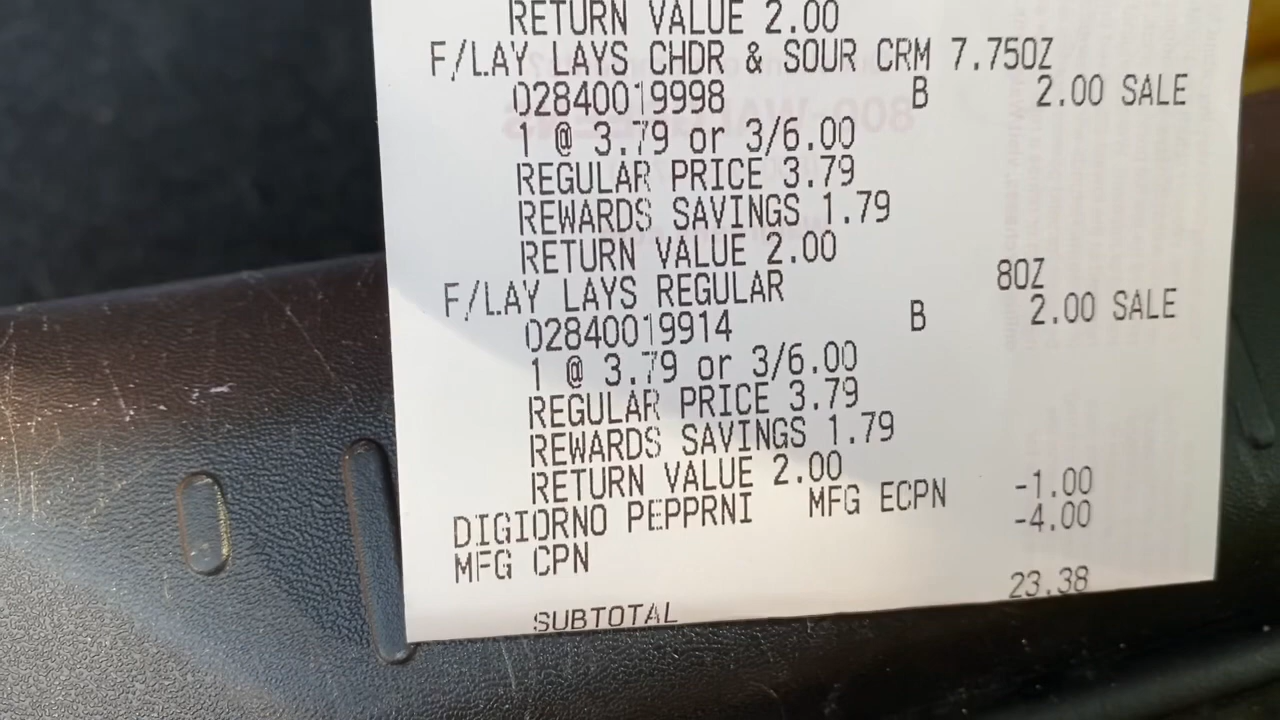 RETURN VALUE 2.00
F/LAY LAYS CHDR & SOUR CRM 7.75OZ
02840019998 B 2.00 SALE
1 @ 3.79 or 3/6.00
REGULAR PRICE 3.79
REWARDS SAVINGS 1.79
RETURN VALUE 2.00
F/LAY LAYS REGULAR 8OZ
02840019914 B 2.00 SALE
1 @ 3.79 or 3/6.00
REGULAR PRICE 3.79
REWARDS SAVINGS 1.79
RETURN VALUE 2.00
DIGIORNO PEPPRNI MFG ECPN -1.00
MFG CPN -4.00
SUBTOTAL 23.38